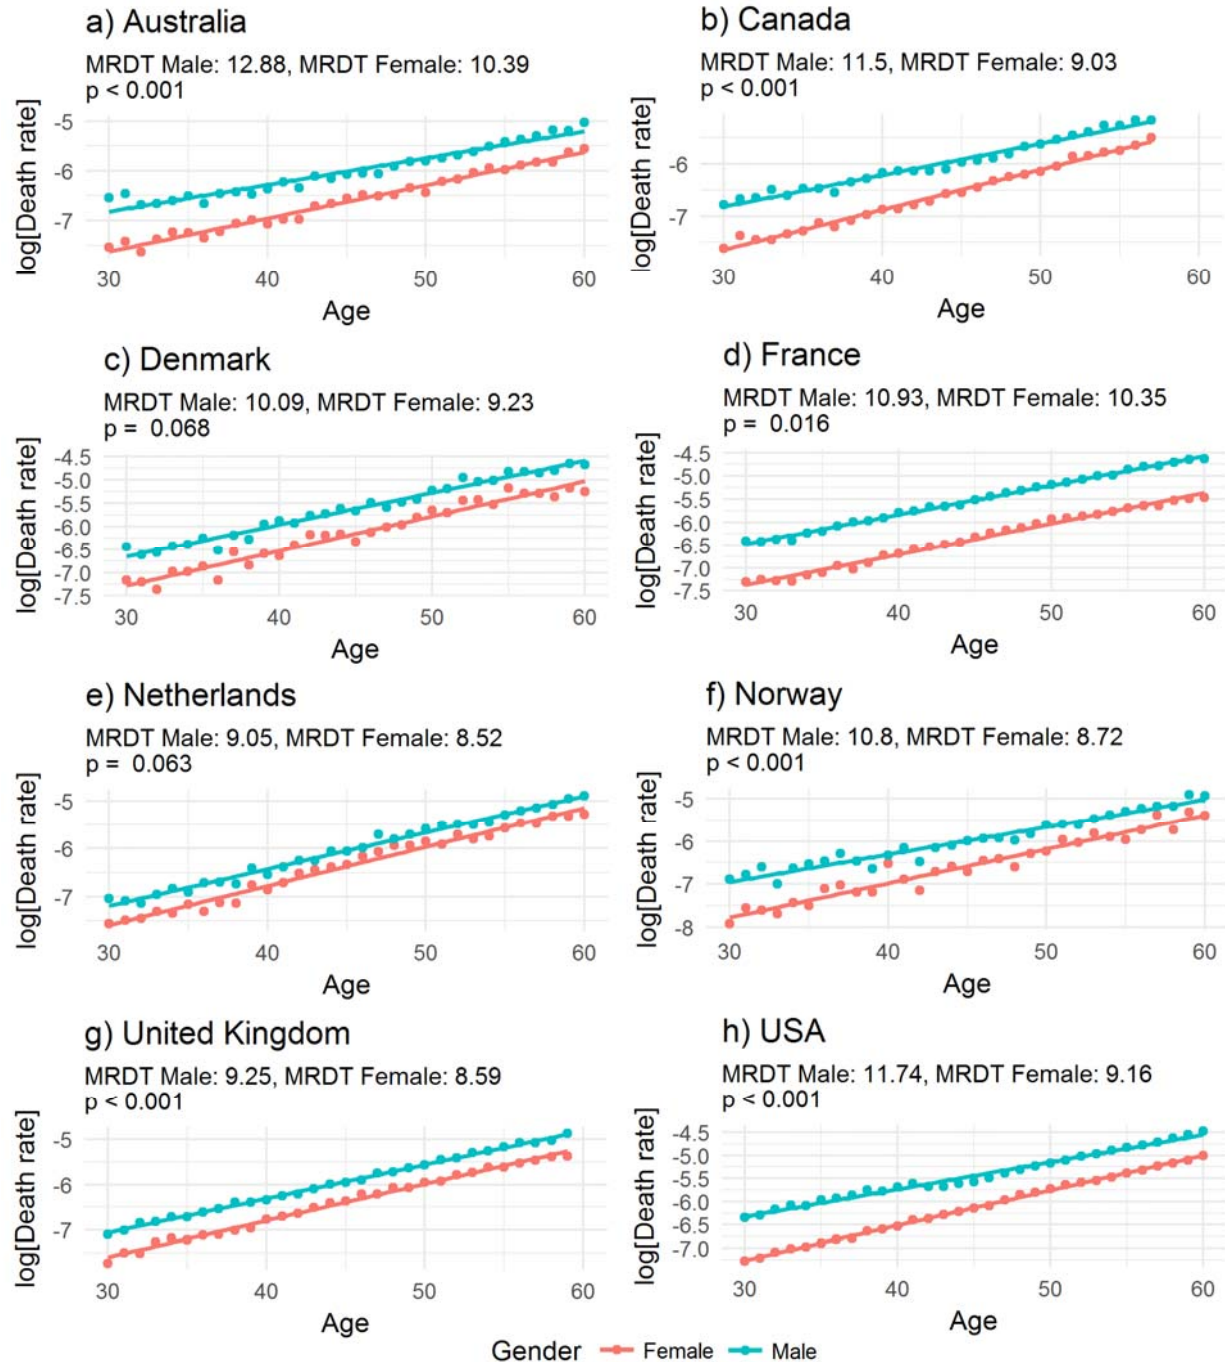 a) Australia
MRDT Male: 12.88, MRDT Female: 10.39
p < 0.001
log[Death rate]
-5
-6
-7
30 40 50 60
Age
b) Canada
MRDT Male: 11.5, MRDT Female: 9.03
p < 0.001
log[Death rate]
-6
-7
30 40 50 60
Age
c) Denmark
MRDT Male: 10.09, MRDT Female: 9.23
p = 0.068
log[Death rate]
-4.5
-5.0
-5.5
-6.0
-6.5
-7.0
-7.5
30 40 50 60
Age
d) France
MRDT Male: 10.93, MRDT Female: 10.35
p = 0.016
log[Death rate]
-4.5
-5.0
-5.5
-6.0
-6.5
-7.0
-7.5
30 40 50 60
Age
e) Netherlands
MRDT Male: 9.05, MRDT Female: 8.52
p = 0.063
log[Death rate]
-5
-6
-7
30 40 50 60
Age
f) Norway
MRDT Male: 10.8, MRDT Female: 8.72
p < 0.001
log[Death rate]
-5
-6
-7
-8
30 40 50 60
Age
g) United Kingdom
MRDT Male: 9.25, MRDT Female: 8.59
p < 0.001
log[Death rate]
-5
-6
-7
30 40 50 60
Age
h) USA
MRDT Male: 11.74, MRDT Female: 9.16
p < 0.001
log[Death rate]
-4.5
-5.0
-5.5
-6.0
-6.5
-7.0
30 40 50 60
Age
Gender Female Male